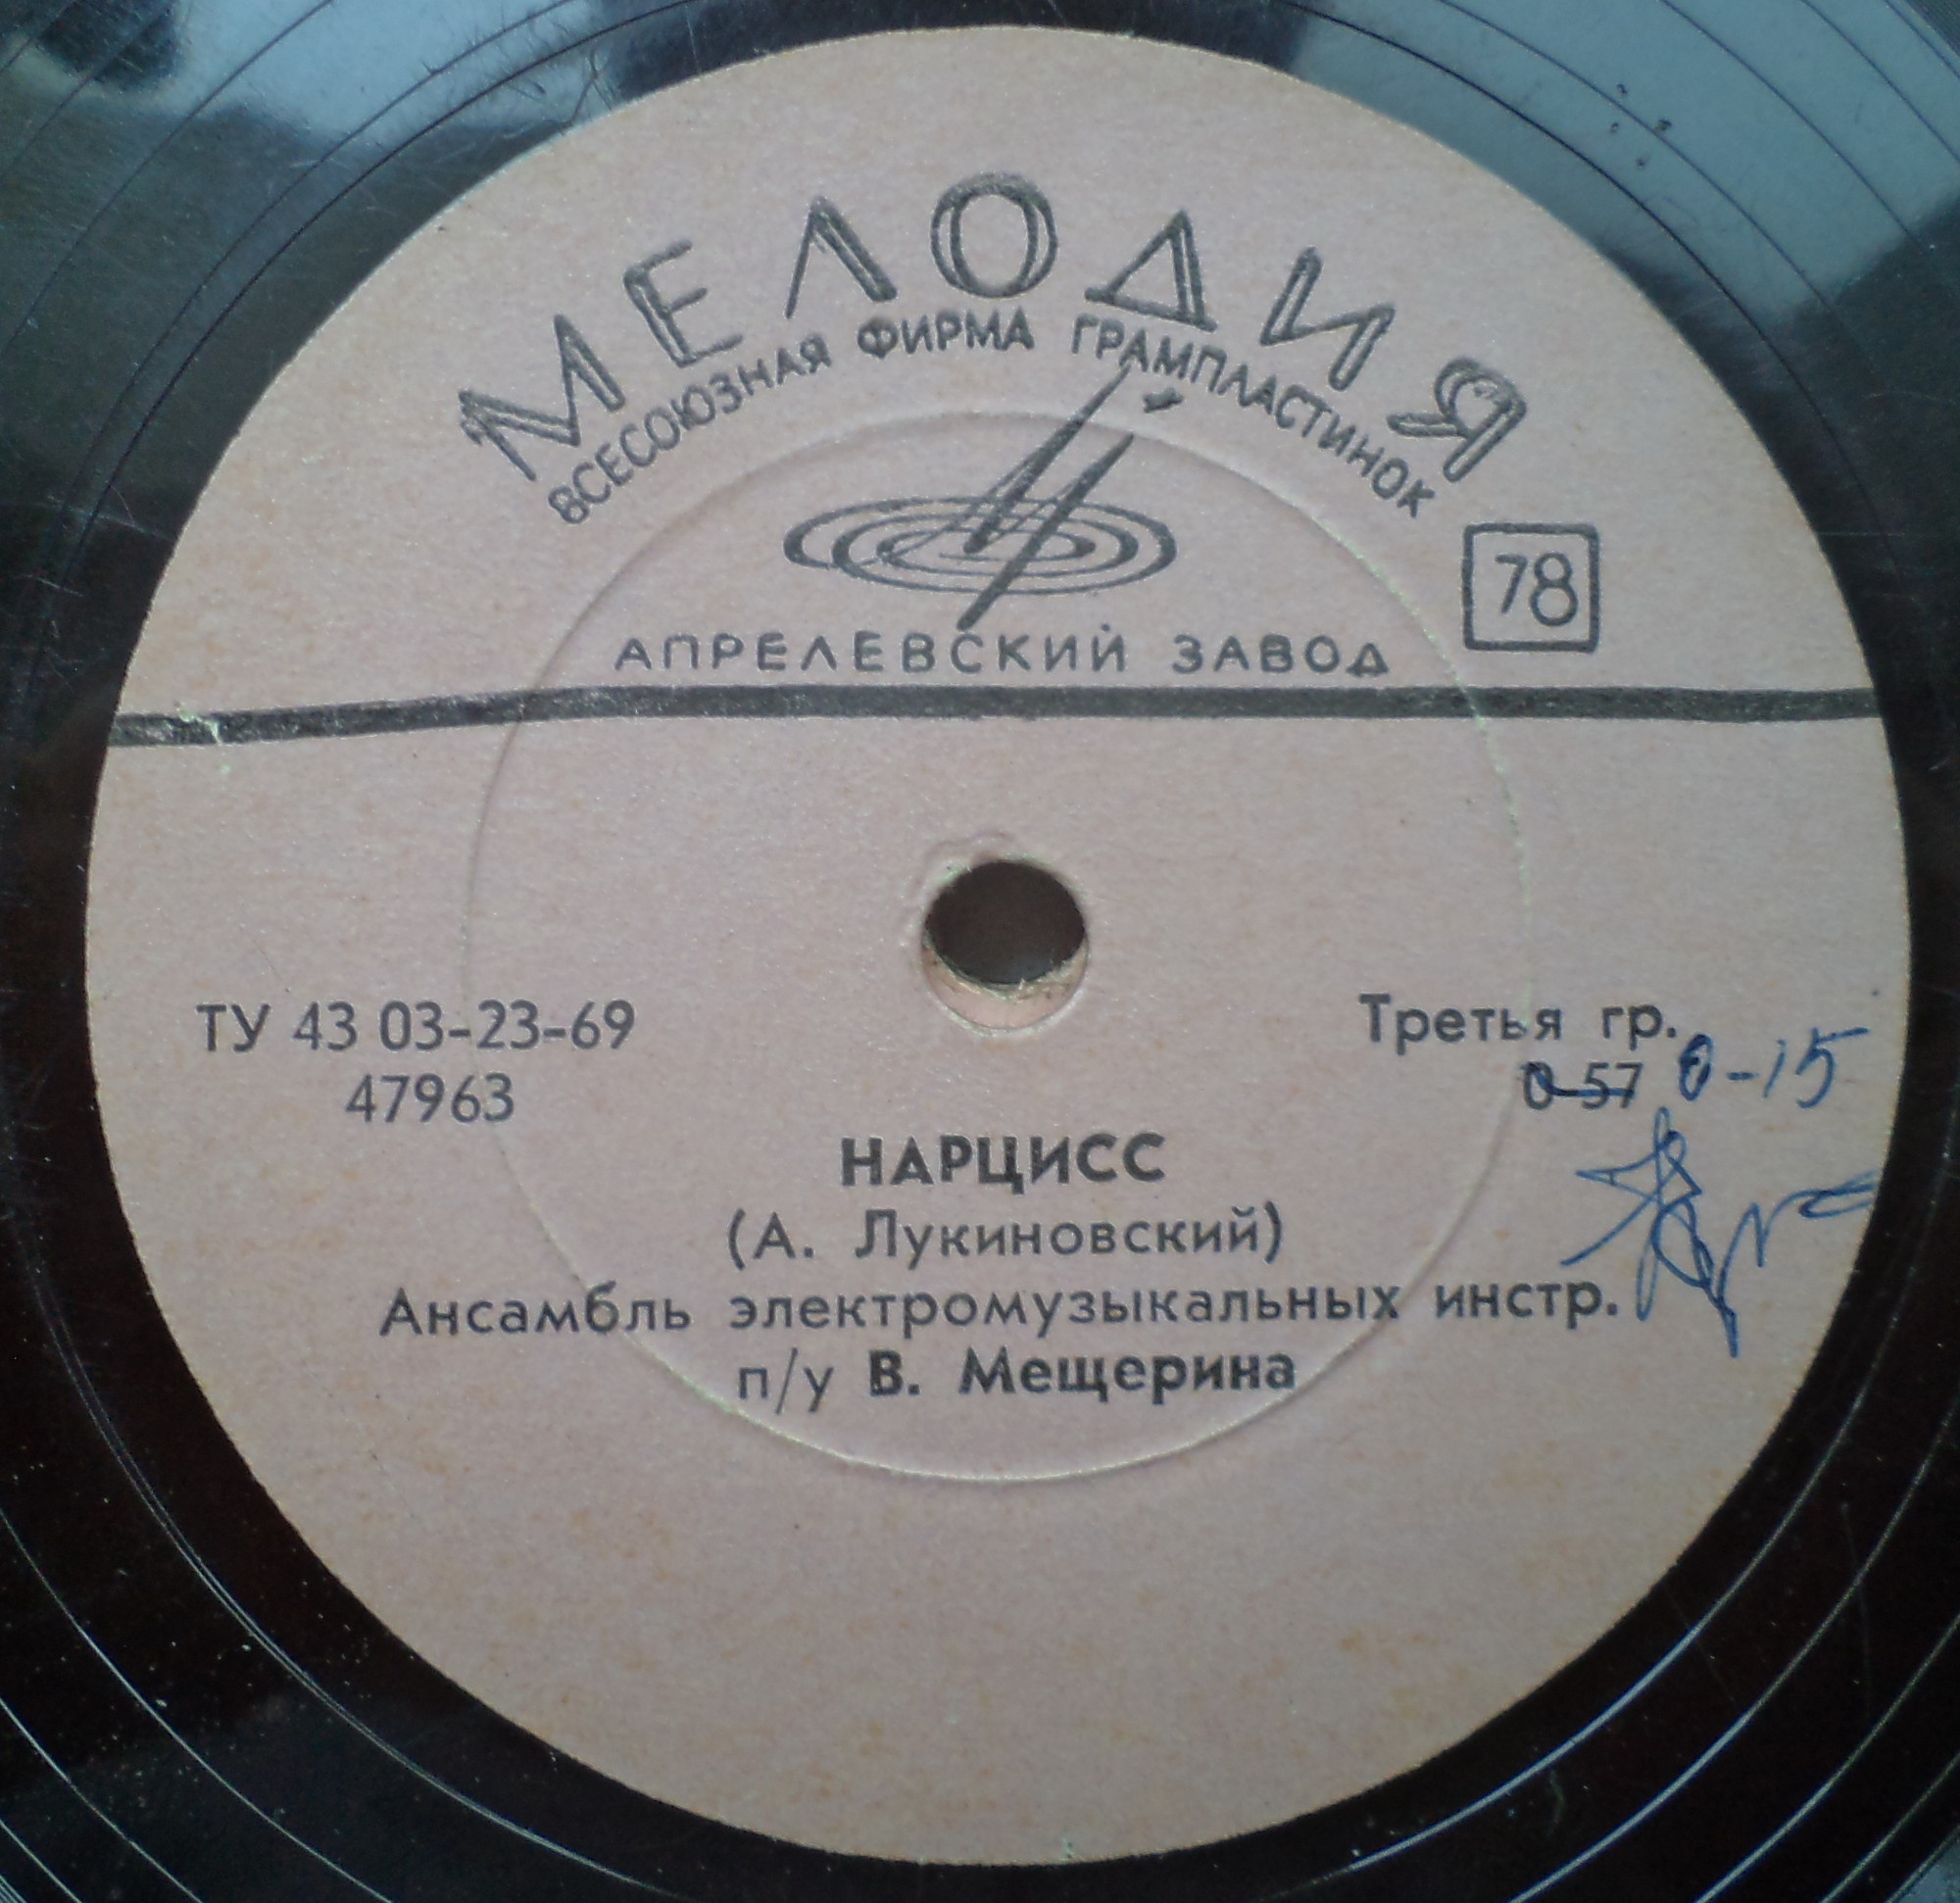 МЕЛОДИЯ
ВСЕСОЮЗНАЯ ФИРМА ГРАМПЛАСТИНОК
78
АПРЕЛЕВСКИЙ ЗАВОД
ТУ 43 03-23-69
47963
Третья гр.
0-57 0-15
НАРЦИСС
(А. Лукиновский)
Ансамбль электромузыкальных инстр.
п/у В. Мещерина